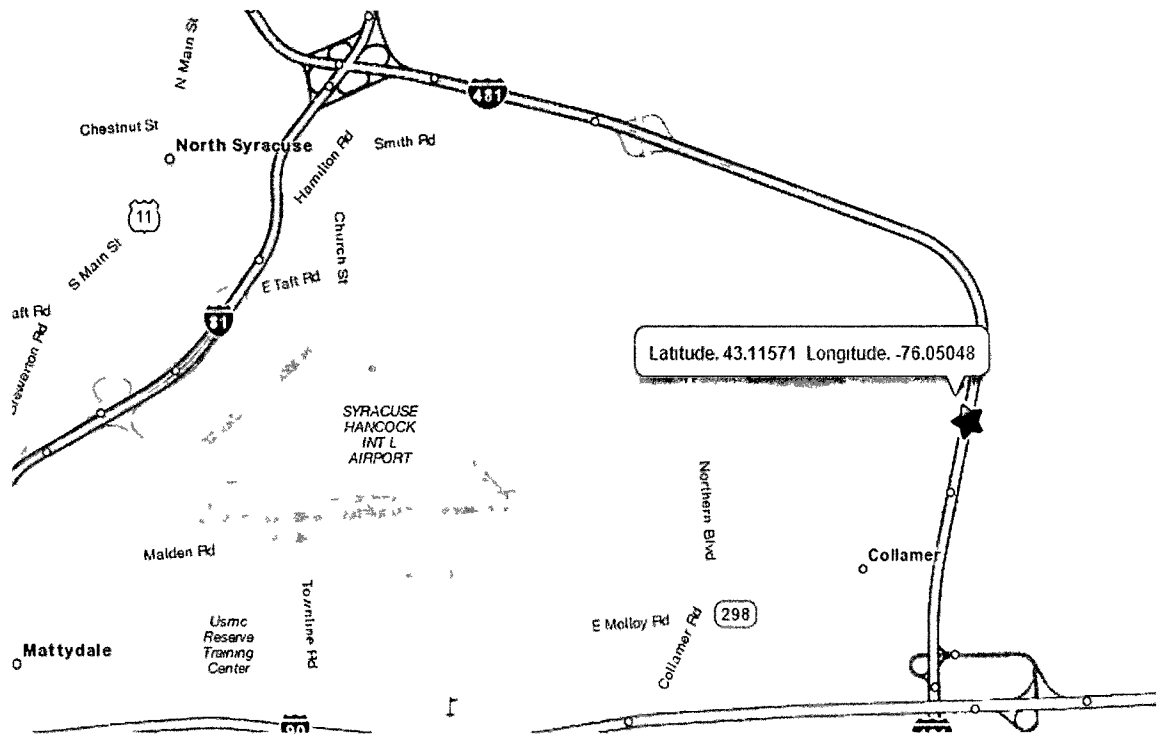 N Main St
481
Chestnut St
North Syracuse
Hamilton Rd
Smith Rd
11
S Main St
Church St
E Taft Rd
aft Rd
81
Latitude. 43.11571 Longitude. -76.05048
SYRACUSE
HANCOCK
INT L
AIRPORT
Northern Blvd
Malden Rd
Collamer
Townline Rd
298
E Molloy Rd
Collamer Rd
Usmc
Reserve
Training
Center
Mattydale
90